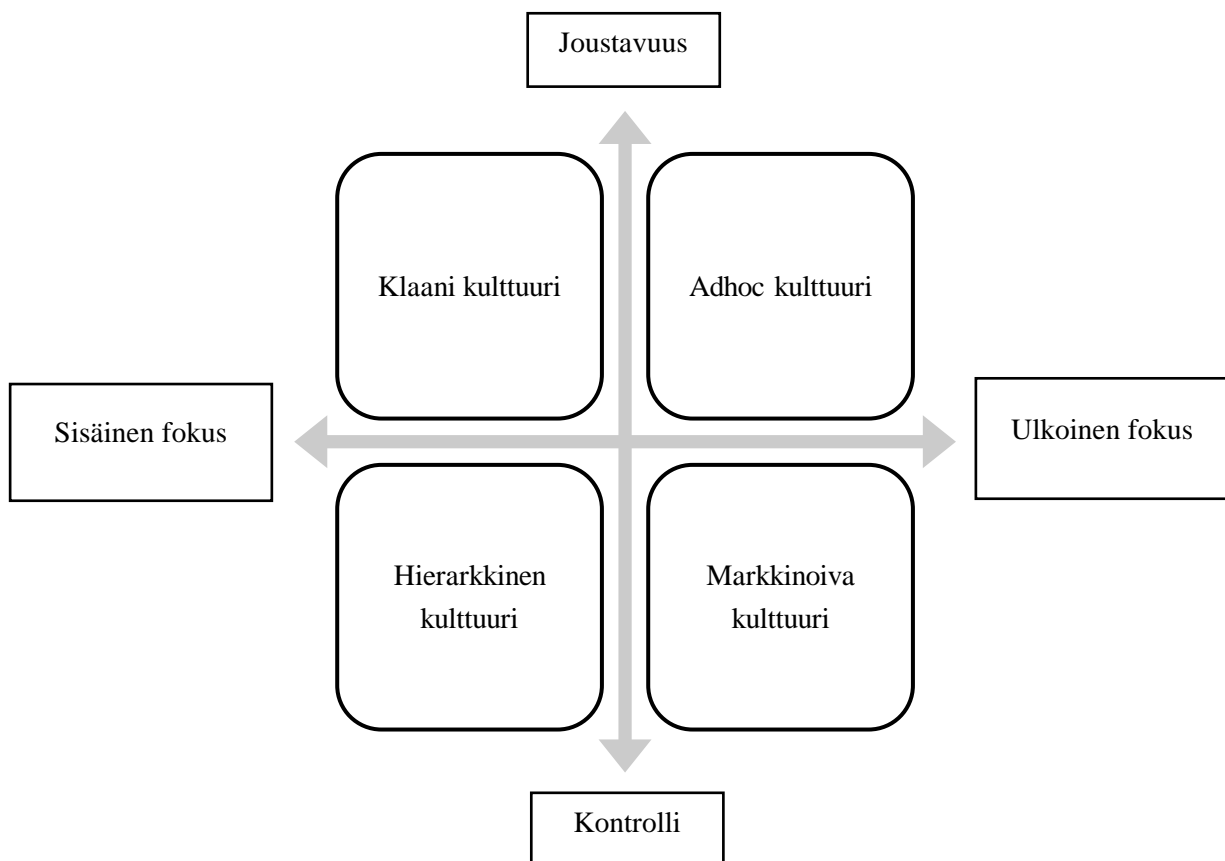 Joustavuus
Klaani kulttuuri
Adhoc kulttuuri
Sisäinen fokus
Ulkoinen fokus
Hierarkkinen
kulttuuri
Markkinoiva
kulttuuri
Kontrolli